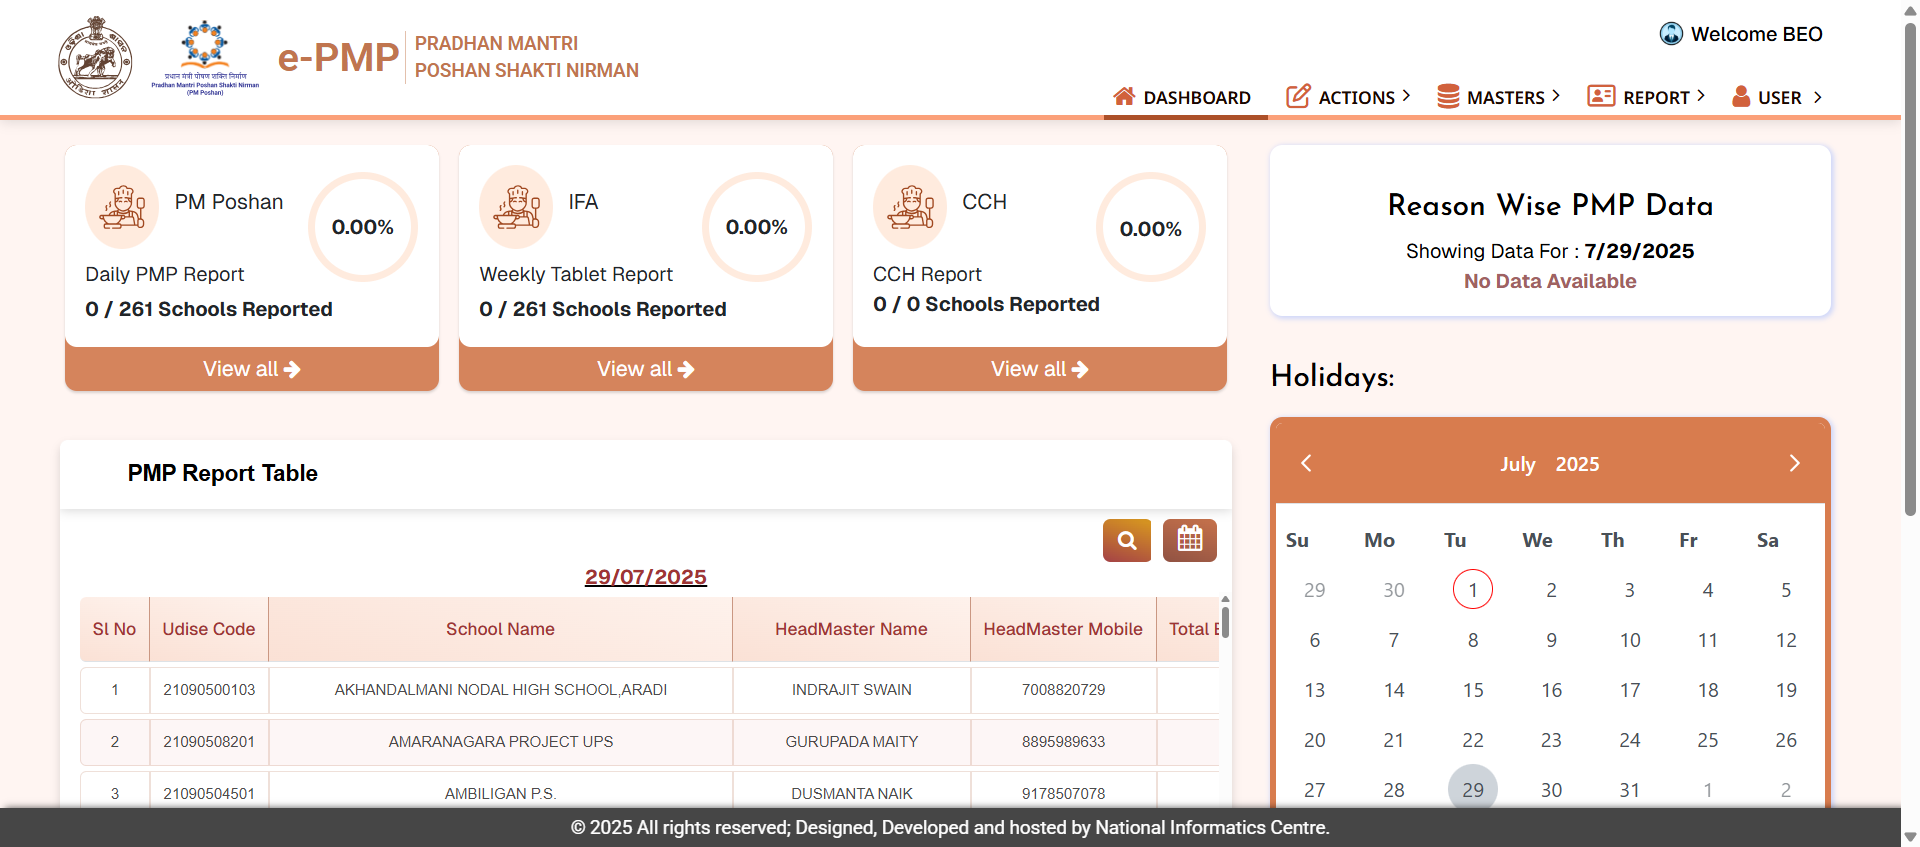 प्रधान मंत्री पोषण शक्ति निर्माण
Pradhan Mantri Poshan Shakti Nirman
(PM Poshan)
e-PMP
PRADHAN MANTRI
POSHAN SHAKTI NIRMAN
Welcome BEO
DASHBOARD
ACTIONS
MASTERS
REPORT
USER
PM Poshan
0.00%
Daily PMP Report
0 / 261 Schools Reported
View all
IFA
0.00%
Weekly Tablet Report
0 / 261 Schools Reported
View all
CCH
0.00%
CCH Report
0 / 0 Schools Reported
View all
Reason Wise PMP Data
Showing Data For : 7/29/2025
No Data Available
PMP Report Table
29/07/2025
Sl No Udise Code School Name HeadMaster Name HeadMaster Mobile Total
1 21090500103 AKHANDALMANI NODAL HIGH SCHOOL,ARADI INDRAJIT SWAIN 7008820729
2 21090508201 AMARANAGARA PROJECT UPS GURUPADA MAITY 8895989633
3 21090504501 AMBILIGAN P.S. DUSMANTA NAIK 9178507078
Holidays:
July 2025
Su Mo Tu We Th Fr Sa
29 30 1 2 3 4 5
6 7 8 9 10 11 12
13 14 15 16 17 18 19
20 21 22 23 24 25 26
27 28 29 30 31 1 2
© 2025 All rights reserved; Designed, Developed and hosted by National Informatics Centre.